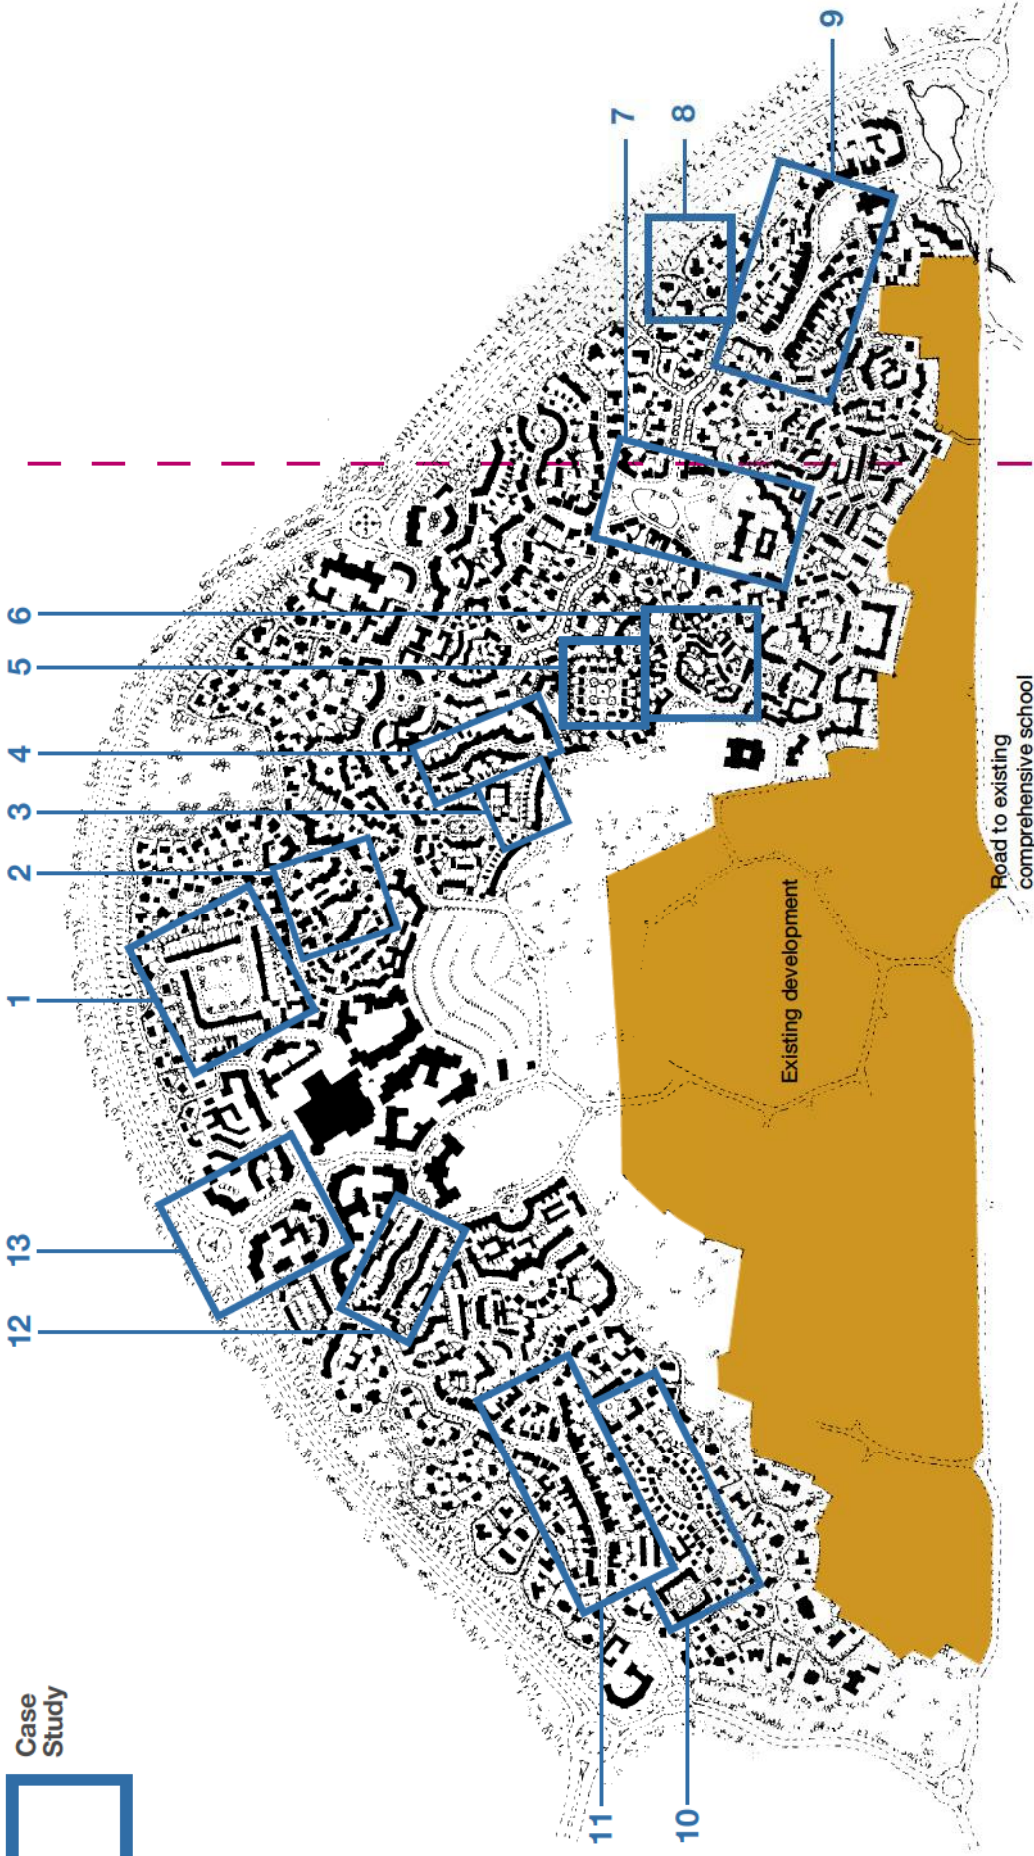 Case
Study
1
2
3
4
5
6
7
8
9
10
11
12
13
Existing development
Road to existing
comprehensive school